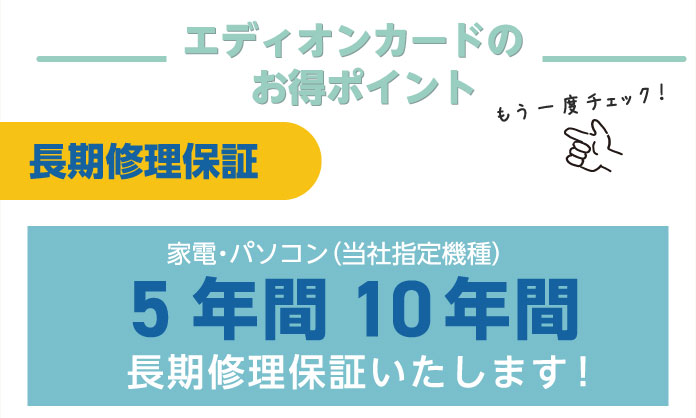 エディオンカードの
お得ポイント
もう一度チェック！
長期修理保証
家電・パソコン（当社指定機種）
5年間 10年間
長期修理保証いたします！